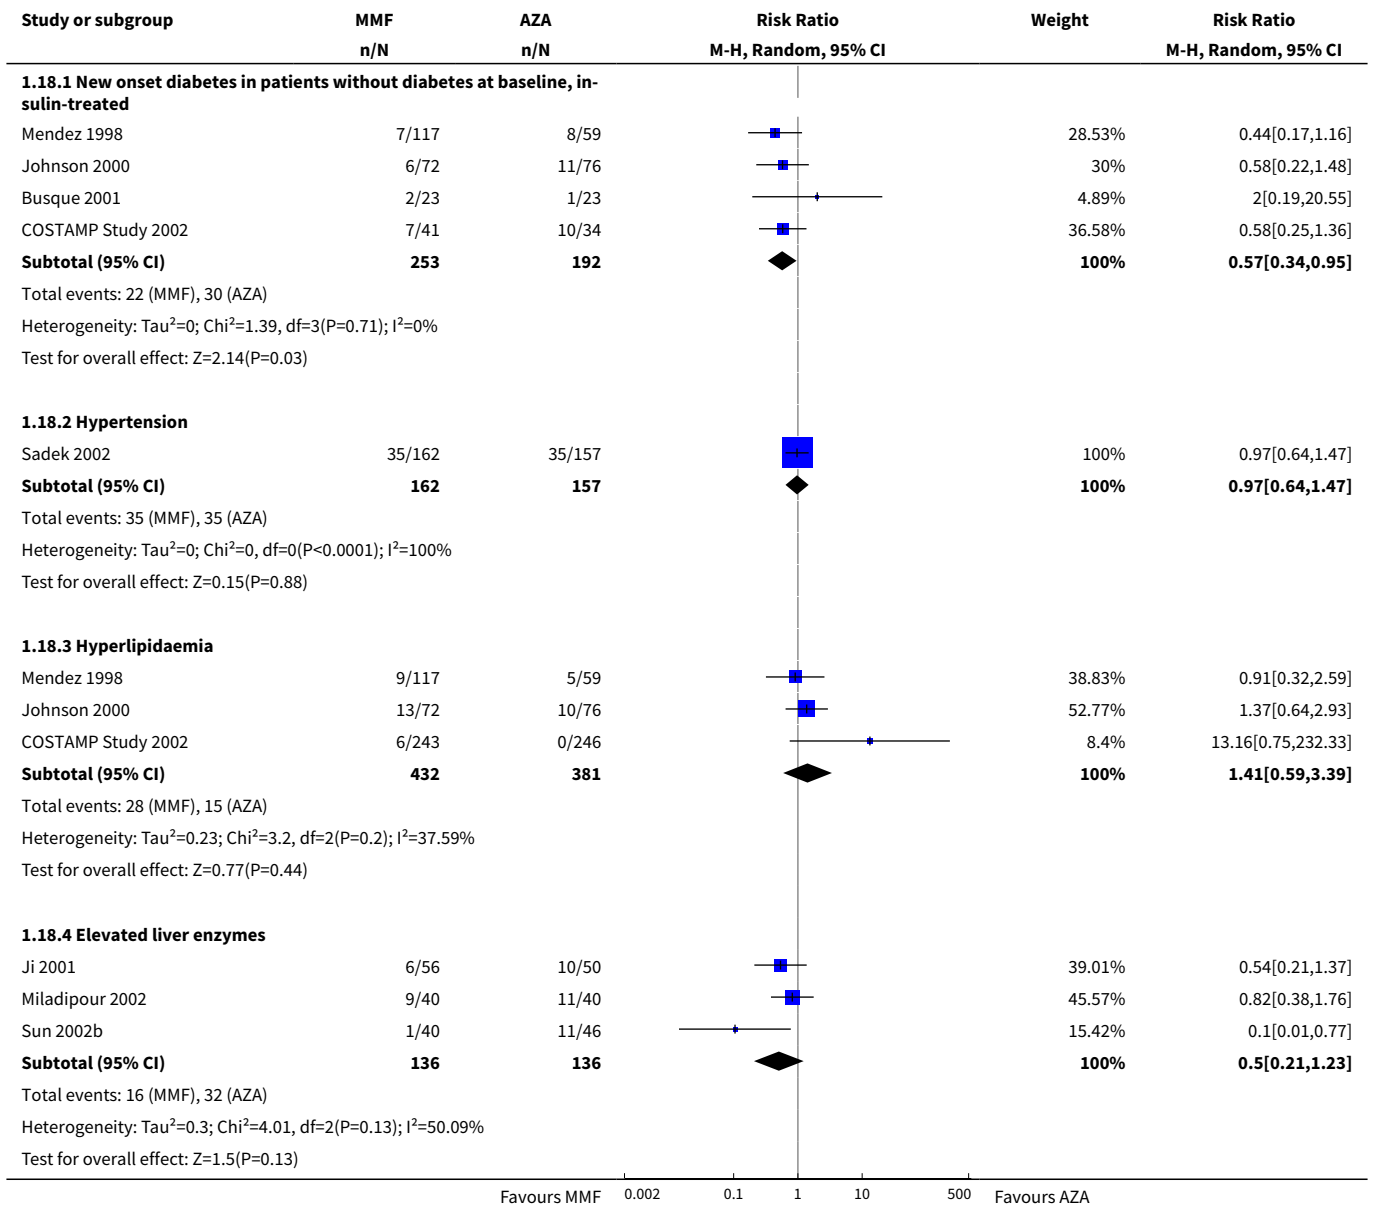 Study or subgroup MMF AZA Risk Ratio Weight Risk Ratio
n/N n/N M-H, Random, 95% CI M-H, Random, 95% CI
1.18.1 New onset diabetes in patients without diabetes at baseline, in-
sulin-treated
Mendez 1998 7/117 8/59 28.53% 0.44[0.17,1.16]
Johnson 2000 6/72 11/76 30% 0.58[0.22,1.48]
Busque 2001 2/23 1/23 4.89% 2[0.19,20.55]
COSTAMP Study 2002 7/41 10/34 36.58% 0.58[0.25,1.36]
Subtotal (95% CI) 253 192 100% 0.57[0.34,0.95]
Total events: 22 (MMF), 30 (AZA)
Heterogeneity: Tau²=0; Chi²=1.39, df=3(P=0.71); I²=0%
Test for overall effect: Z=2.14(P=0.03)
1.18.2 Hypertension
Sadek 2002 35/162 35/157 100% 0.97[0.64,1.47]
Subtotal (95% CI) 162 157 100% 0.97[0.64,1.47]
Total events: 35 (MMF), 35 (AZA)
Heterogeneity: Tau²=0; Chi²=0, df=0(P<0.0001); I²=100%
Test for overall effect: Z=0.15(P=0.88)
1.18.3 Hyperlipidaemia
Mendez 1998 9/117 5/59 38.83% 0.91[0.32,2.59]
Johnson 2000 13/72 10/76 52.77% 1.37[0.64,2.93]
COSTAMP Study 2002 6/243 0/246 8.4% 13.16[0.75,232.33]
Subtotal (95% CI) 432 381 100% 1.41[0.59,3.39]
Total events: 28 (MMF), 15 (AZA)
Heterogeneity: Tau²=0.23; Chi²=3.2, df=2(P=0.2); I²=37.59%
Test for overall effect: Z=0.77(P=0.44)
1.18.4 Elevated liver enzymes
Ji 2001 6/56 10/50 39.01% 0.54[0.21,1.37]
Miladipour 2002 9/40 11/40 45.57% 0.82[0.38,1.76]
Sun 2002b 1/40 11/46 15.42% 0.1[0.01,0.77]
Subtotal (95% CI) 136 136 100% 0.5[0.21,1.23]
Total events: 16 (MMF), 32 (AZA)
Heterogeneity: Tau²=0.3; Chi²=4.01, df=2(P=0.13); I²=50.09%
Test for overall effect: Z=1.5(P=0.13)
Favours MMF 0.002 0.1 1 10 500 Favours AZA